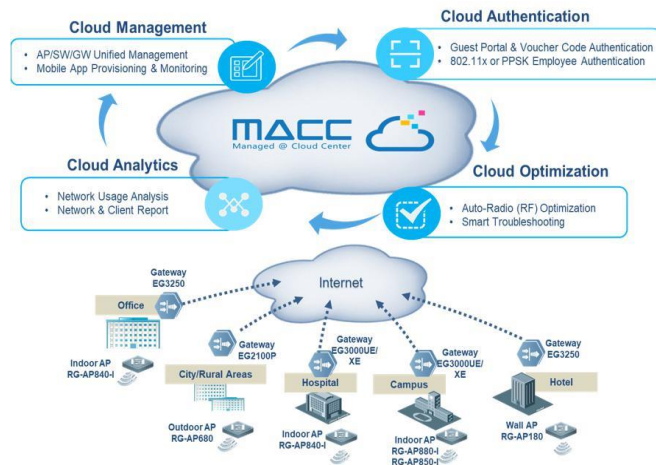 Cloud Management
• AP/SW/GW Unified Management
• Mobile App Provisioning & Monitoring
Cloud Authentication
• Guest Portal & Voucher Code Authentication
• 802.11x or PPSK Employee Authentication
MACC
Managed @ Cloud Center
Cloud Analytics
• Network Usage Analysis
• Network & Client Report
Cloud Optimization
• Auto-Radio (RF) Optimization
• Smart Troubleshooting
Internet
Gateway
EG3250
Office
Indoor AP
RG-AP840-I
Gateway
EG2100P
City/Rural Areas
Outdoor AP
RG-AP680
Gateway
EG3000UE/
XE
Hospital
Indoor AP
RG-AP840-I
Gateway
EG3000UE/
XE
Campus
Indoor AP
RG-AP880-I
RG-AP850-I
Gateway
EG3250
Hotel
Wall AP
RG-AP180